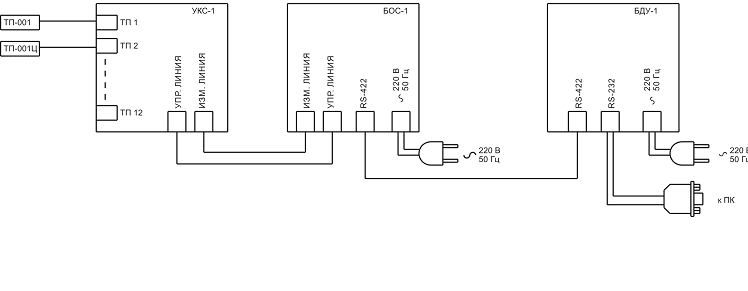 УКС-1
БОС-1
БДУ-1
ТП-001
ТП 1
ТП-001Ц
ТП 2
ТП 12
УПР. ЛИНИЯ
ИЗМ. ЛИНИЯ
ИЗМ. ЛИНИЯ
УПР. ЛИНИЯ
RS-422
220 В
50 Гц
RS-422
RS-232
220 В
50 Гц
220 В
50 Гц
220 В
50 Гц
к ПК